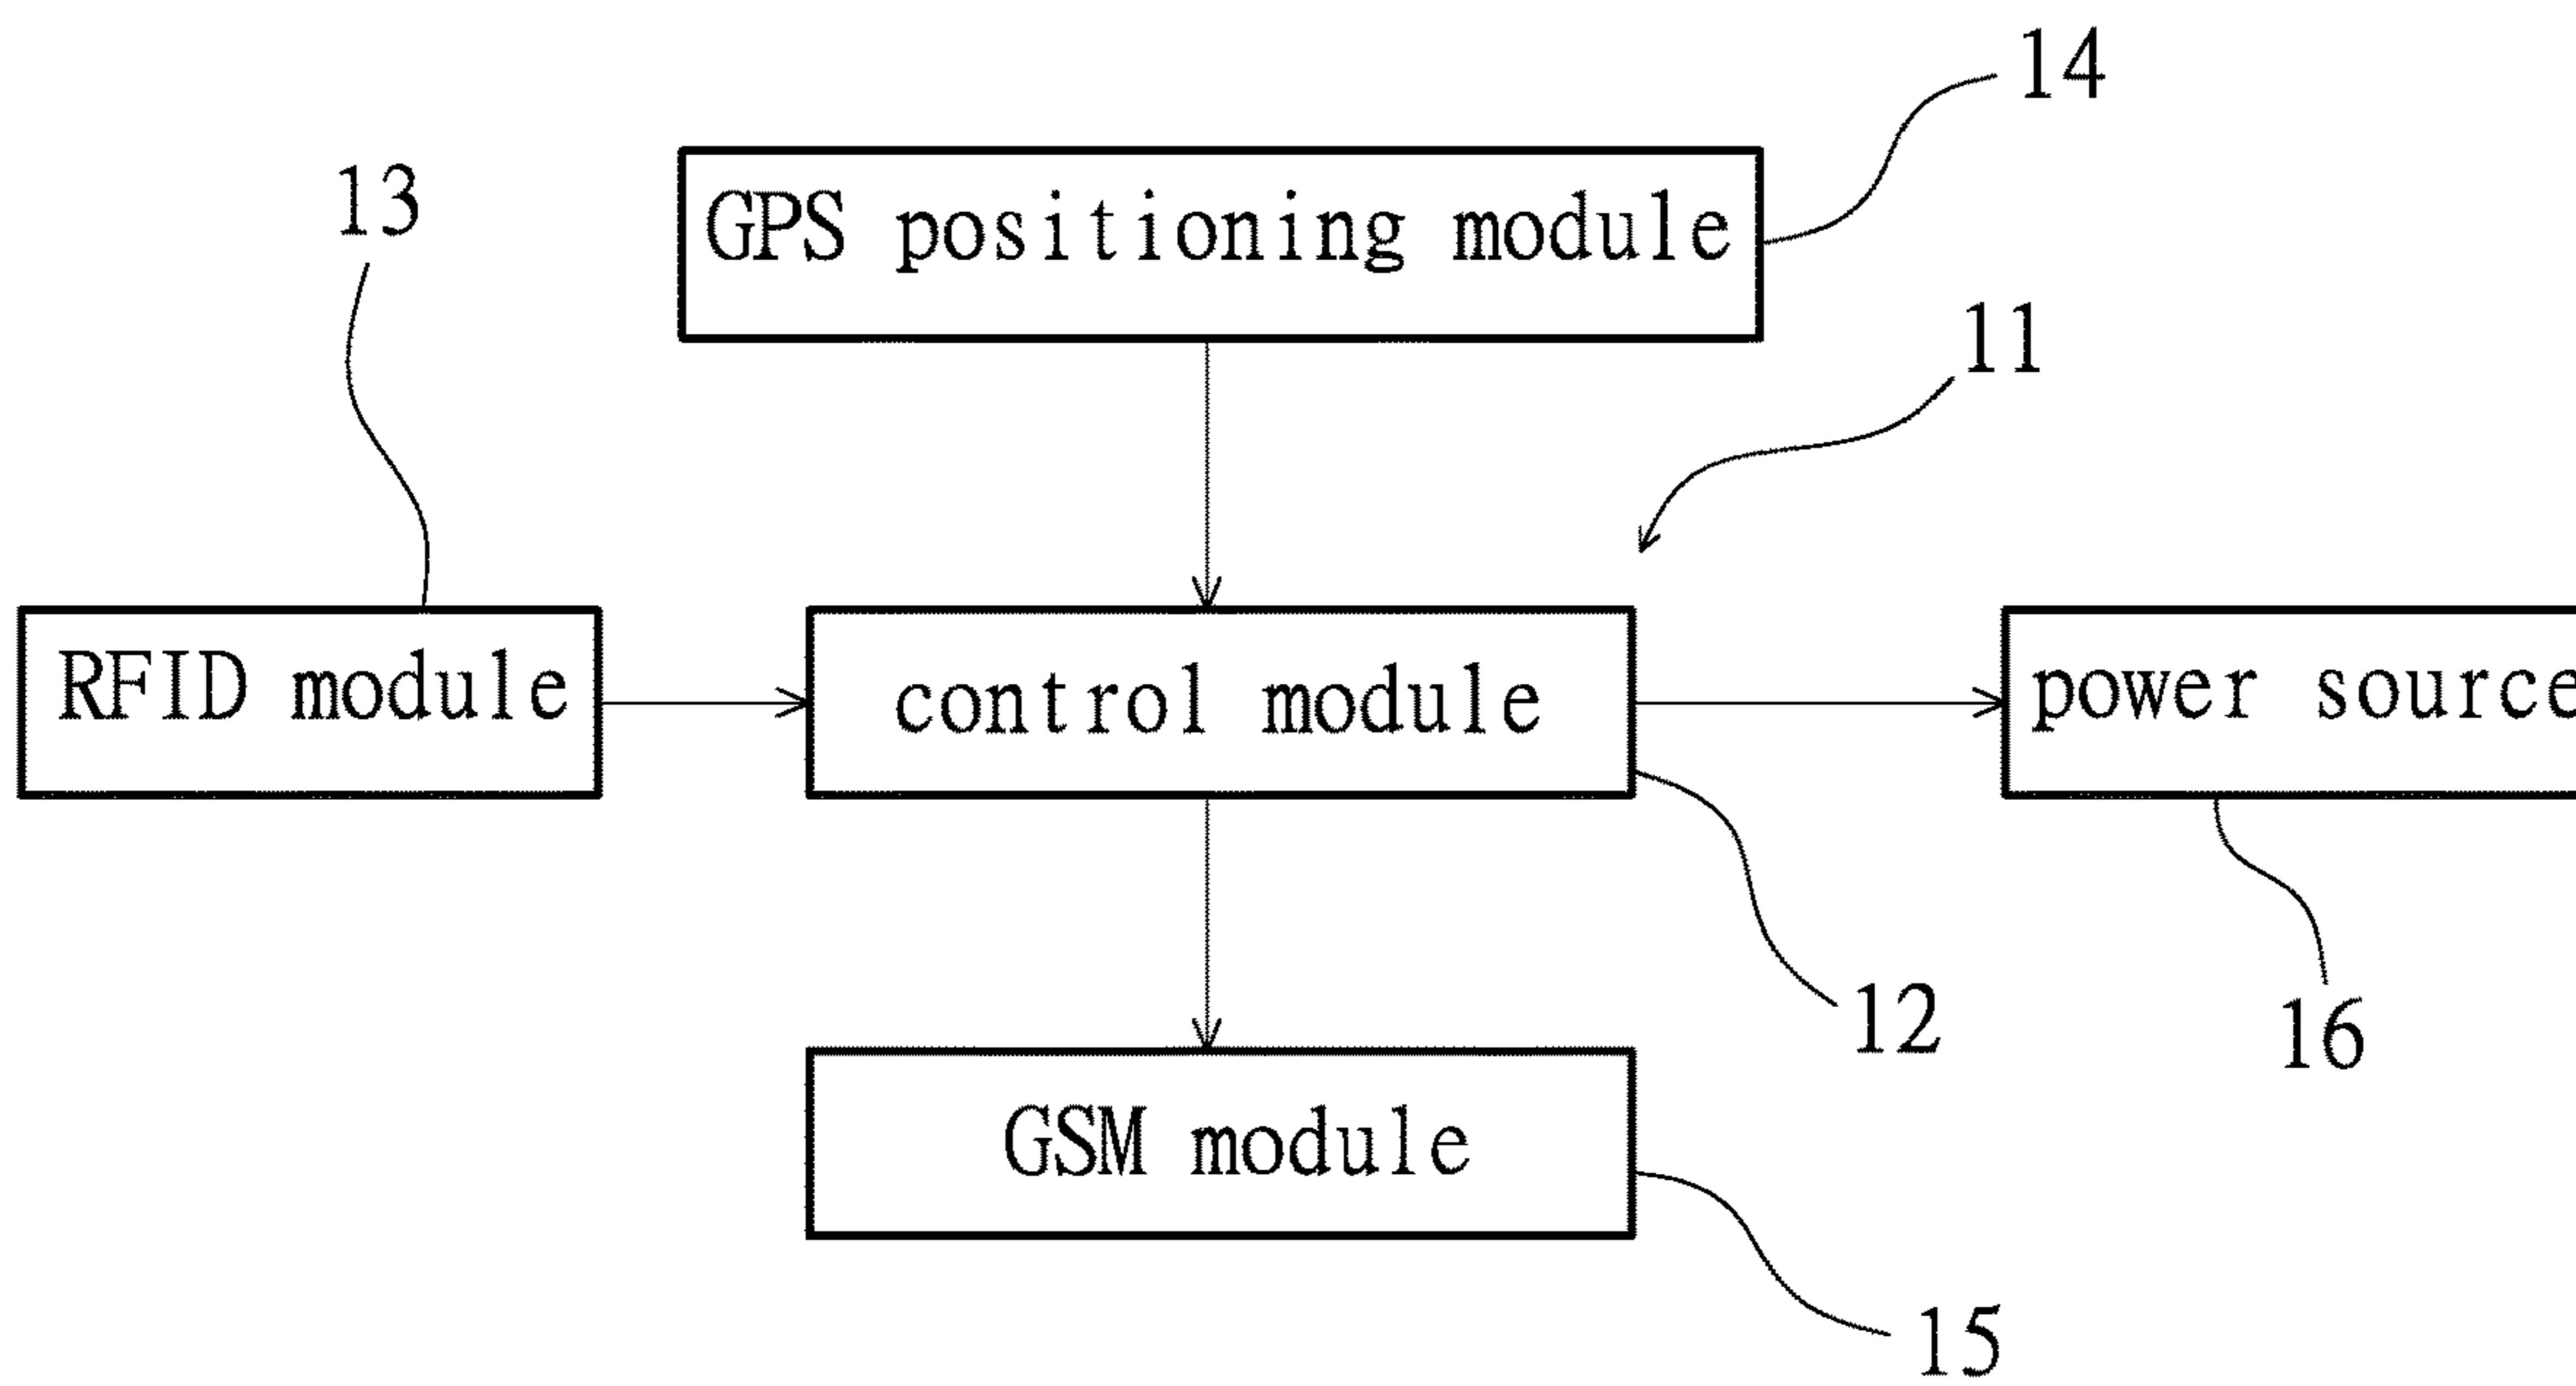 14
13
GPS positioning module
11
RFID module
control module
power source
12
16
GSM module
15